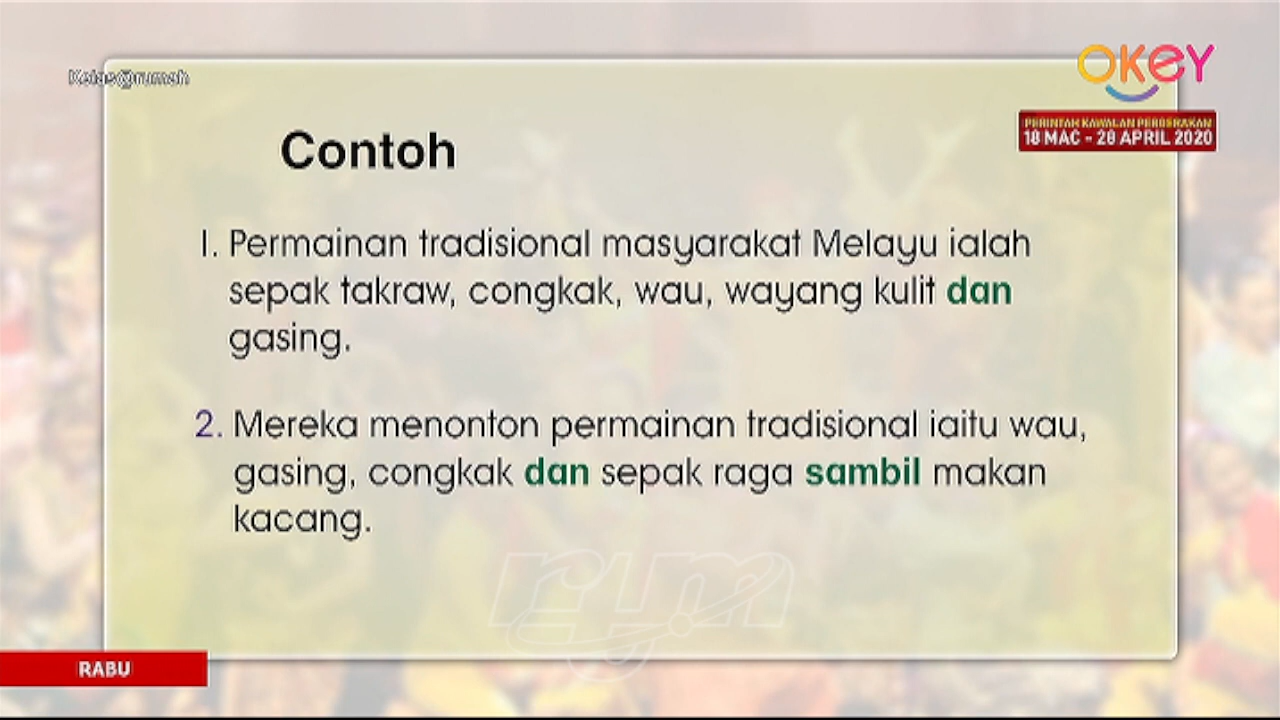 Kelas@rumah
OKEY
PERINTAH KAWALAN PERGERAKAN
18 MAC - 28 APRIL 2020
Contoh
1. Permainan tradisional masyarakat Melayu ialah
sepak takraw, congkak, wau, wayang kulit dan
gasing.
2. Mereka menonton permainan tradisional iaitu wau,
gasing, congkak dan sepak raga sambil makan
kacang.
rtm
RABU